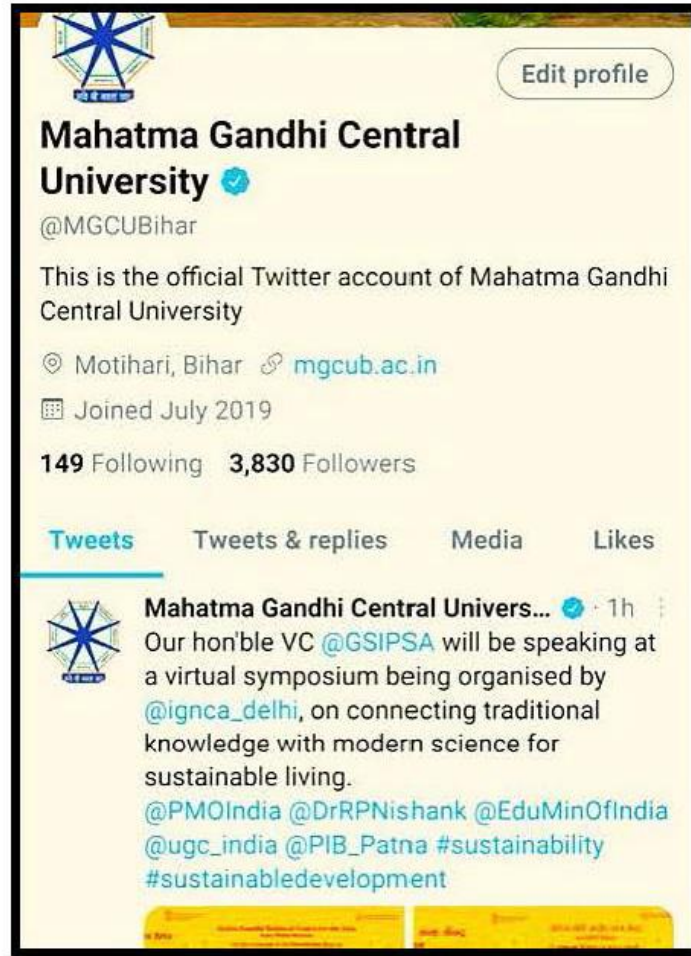 Edit profile
Mahatma Gandhi Central
University
@MGCUBihar
This is the official Twitter account of Mahatma Gandhi
Central University
Motihari, Bihar mgcub.ac.in
Joined July 2019
149 Following 3,830 Followers
Tweets Tweets & replies Media Likes
Mahatma Gandhi Central Univers... · 1h
Our hon'ble VC @GSIPSA will be speaking at
a virtual symposium being organised by
@ignca_delhi, on connecting traditional
knowledge with modern science for
sustainable living.
@PMOIndia @DrRPNishank @EduMinOfIndia
@ugc_india @PIB_Patna #sustainability
#sustainabledevelopment